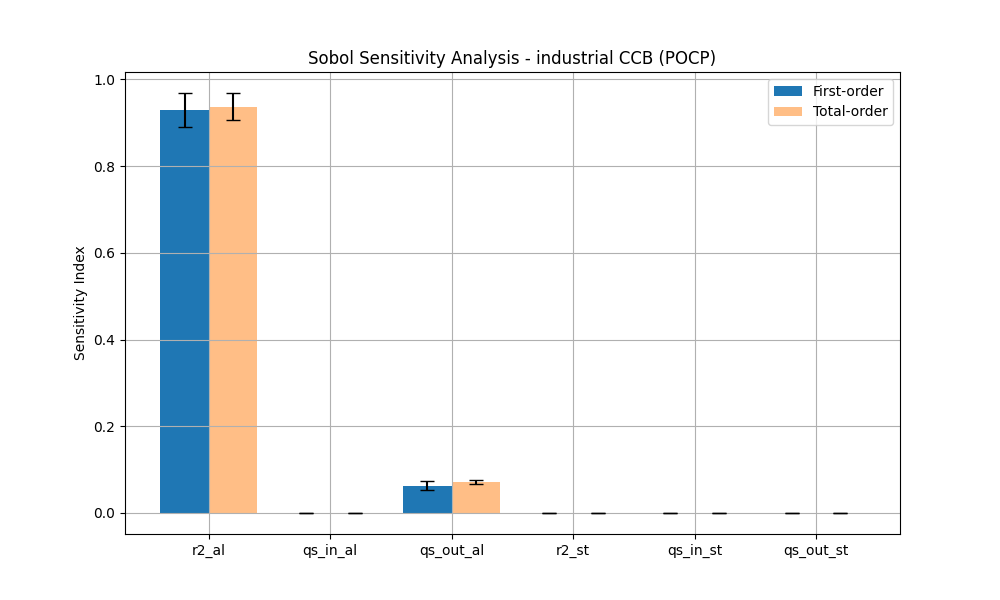 Sobol Sensitivity Analysis - industrial CCB (POCP)
First-order
Total-order
Sensitivity Index
1.0
0.8
0.6
0.4
0.2
0.0
r2_al qs_in_al qs_out_al r2_st qs_in_st qs_out_st